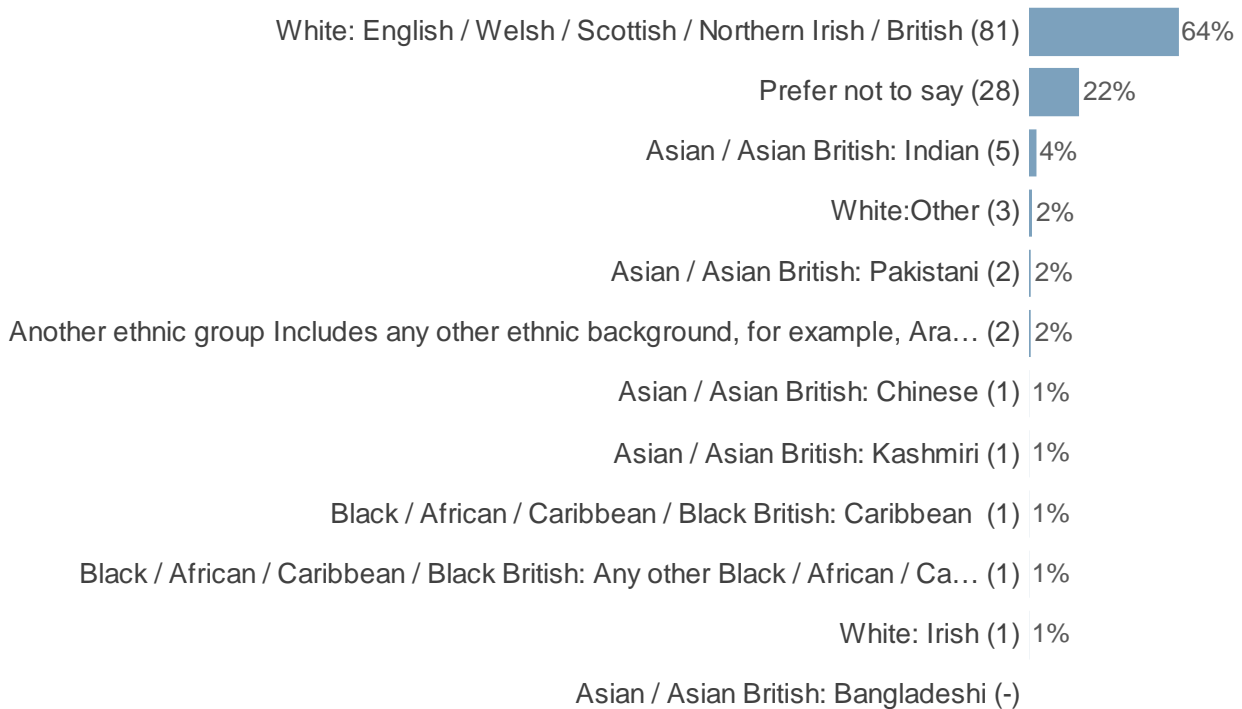 White: English / Welsh / Scottish / Northern Irish / British (81) 64%
Prefer not to say (28) 22%
Asian / Asian British: Indian (5) 4%
White:Other (3) 2%
Asian / Asian British: Pakistani (2) 2%
Another ethnic group Includes any other ethnic background, for example, Ara… (2) 2%
Asian / Asian British: Chinese (1) 1%
Asian / Asian British: Kashmiri (1) 1%
Black / African / Caribbean / Black British: Caribbean (1) 1%
Black / African / Caribbean / Black British: Any other Black / African / Ca… (1) 1%
White: Irish (1) 1%
Asian / Asian British: Bangladeshi (-)